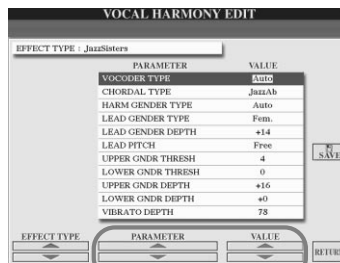 VOCAL HARMONY EDIT
EFFECT TYPE : JazzSisters
PARAMETER VALUE
VOCODER TYPE Auto
CHORDAL TYPE JazzAb
HARM GENDER TYPE Auto
LEAD GENDER TYPE Fem.
LEAD GENDER DEPTH +14
LEAD PITCH Free
UPPER GNDR THRESH 4
LOWER GNDR THRESH 0
UPPER GNDR DEPTH +16
LOWER GNDR DEPTH +0
VIBRATO DEPTH 78
SAVE
EFFECT TYPE PARAMETER VALUE
RETUR